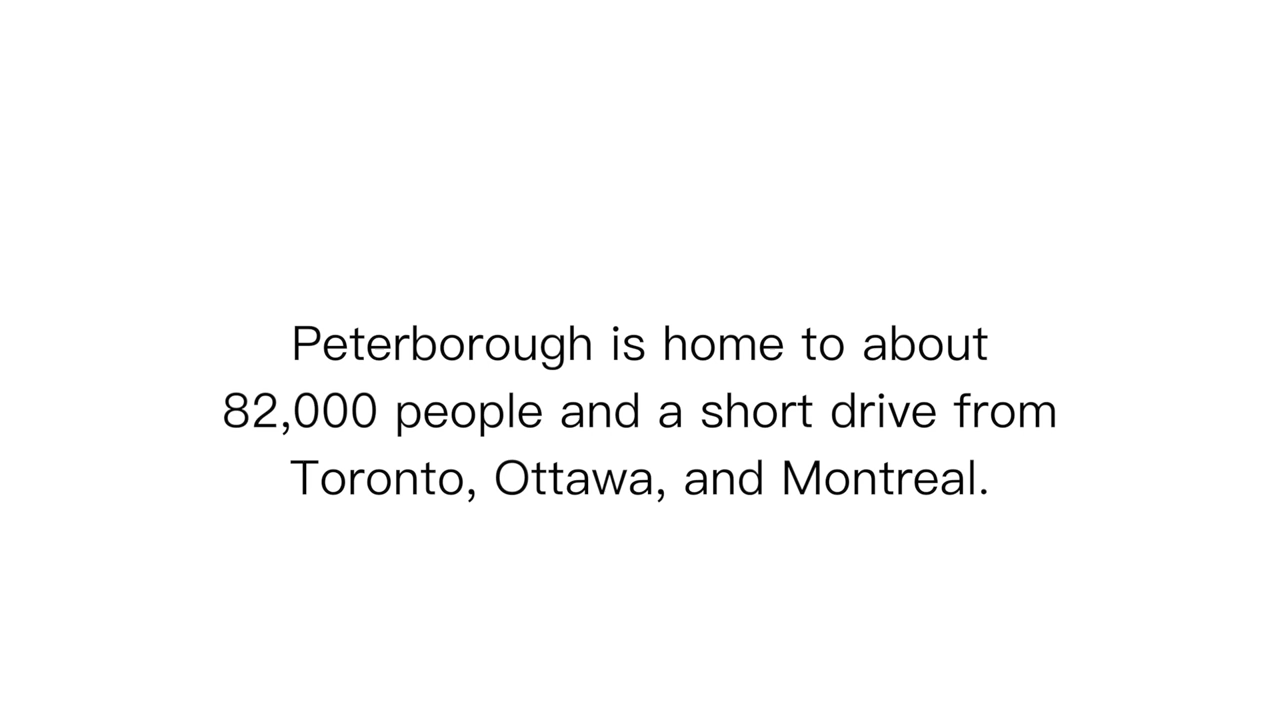 Peterborough is home to about
82,000 people and a short drive from
Toronto, Ottawa, and Montreal.